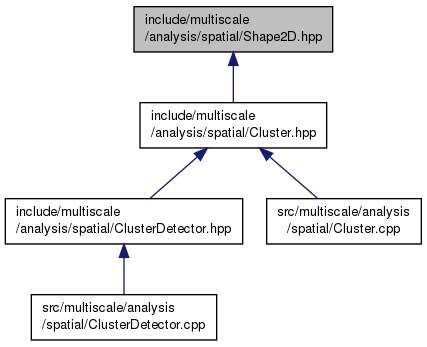 include/multiscale
/analysis/spatial/Shape2D.hpp
include/multiscale
/analysis/spatial/Cluster.hpp
include/multiscale
/analysis/spatial/ClusterDetector.hpp
src/multiscale/analysis
/spatial/Cluster.cpp
src/multiscale/analysis
/spatial/ClusterDetector.cpp